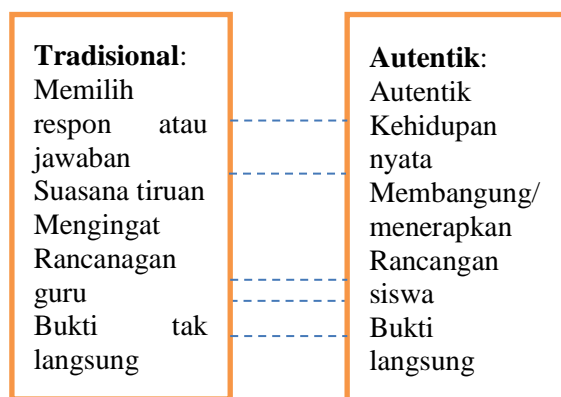 Tradisional:
Memilih
respon atau
jawaban
Suasana tiruan
Mengingat
Rancanagan
guru
Bukti tak
langsung
Autentik:
Autentik
Kehidupan
nyata
Membangung/
menerapkan
Rancangan
siswa
Bukti
langsung